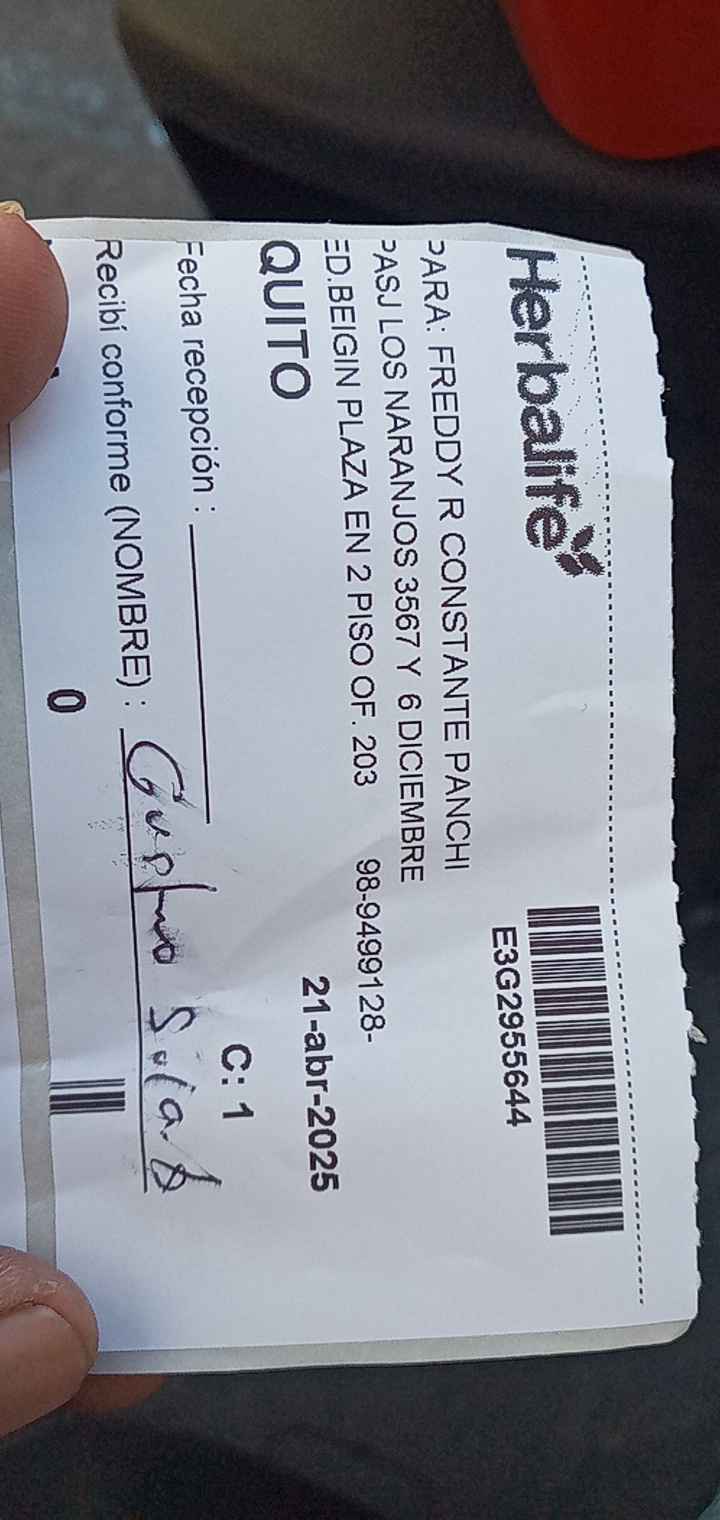 Herbalife
E3G2955644
PARA: FREDDY R CONSTANTE PANCHI
PASJ LOS NARANJOS 3567 Y 6 DICIEMBRE
ED.BEIGIN PLAZA EN 2 PISO OF. 203 98-9499128-
QUITO 21-abr-2025
C: 1
Fecha recepción :
Recibí conforme (NOMBRE) : Gustavo
0